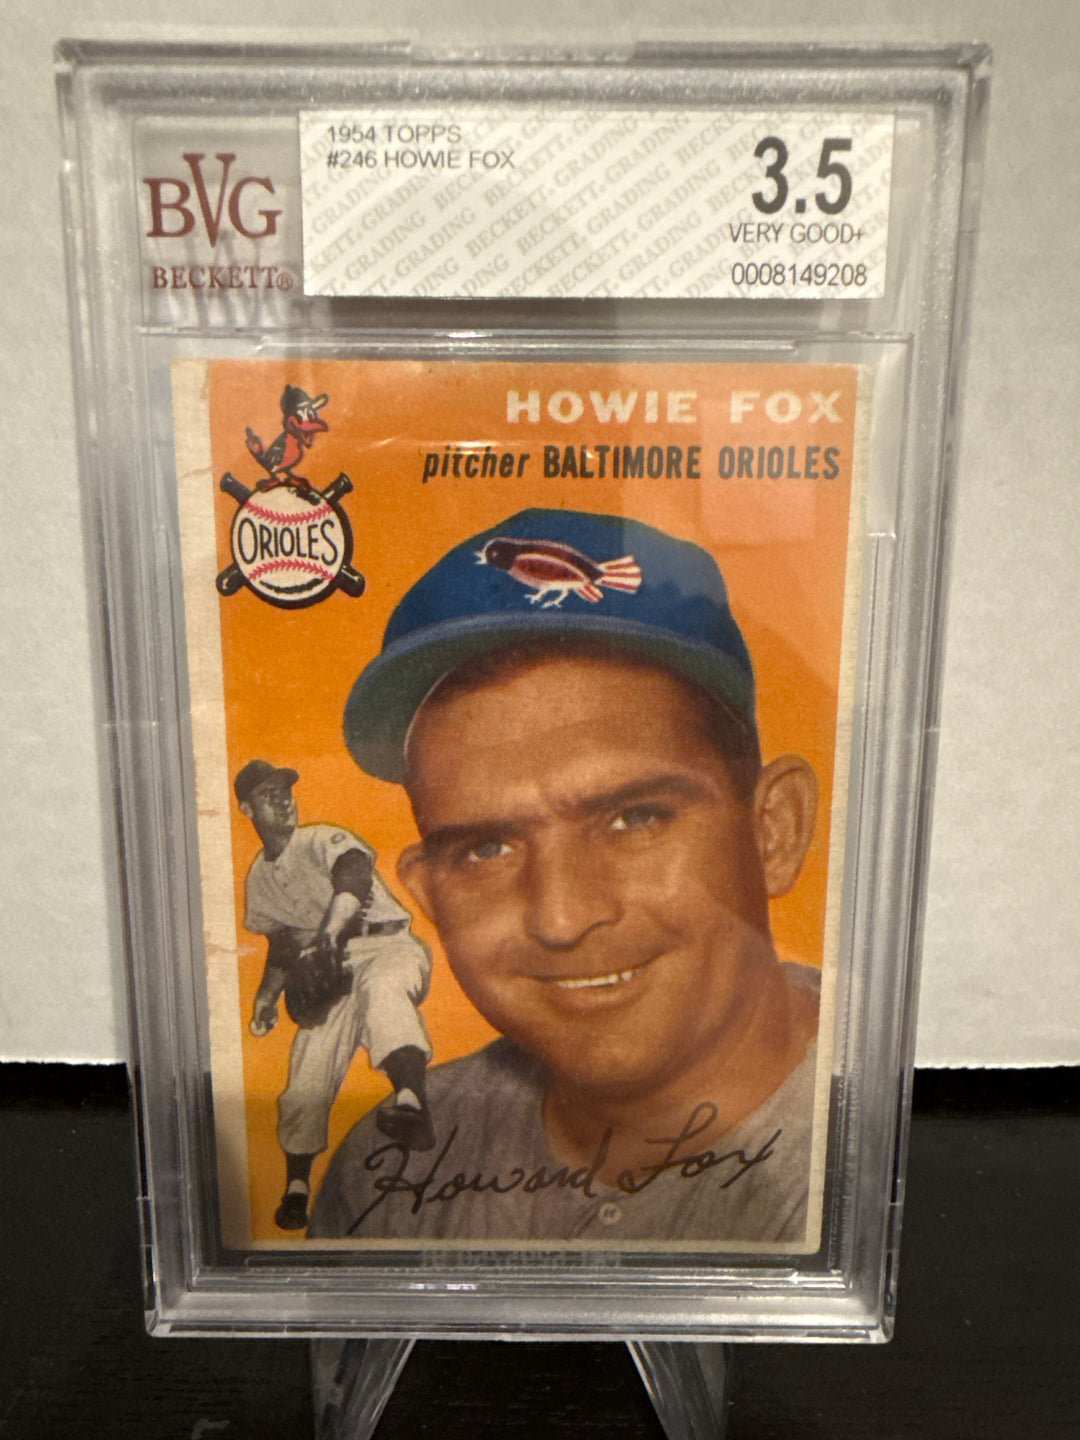 BVG
BECKETT®
1954 TOPPS
#246 HOWIE FOX
3.5
VERY GOOD+
0008149208
HOWIE FOX
pitcher BALTIMORE ORIOLES
ORIOLES
Howard Fox